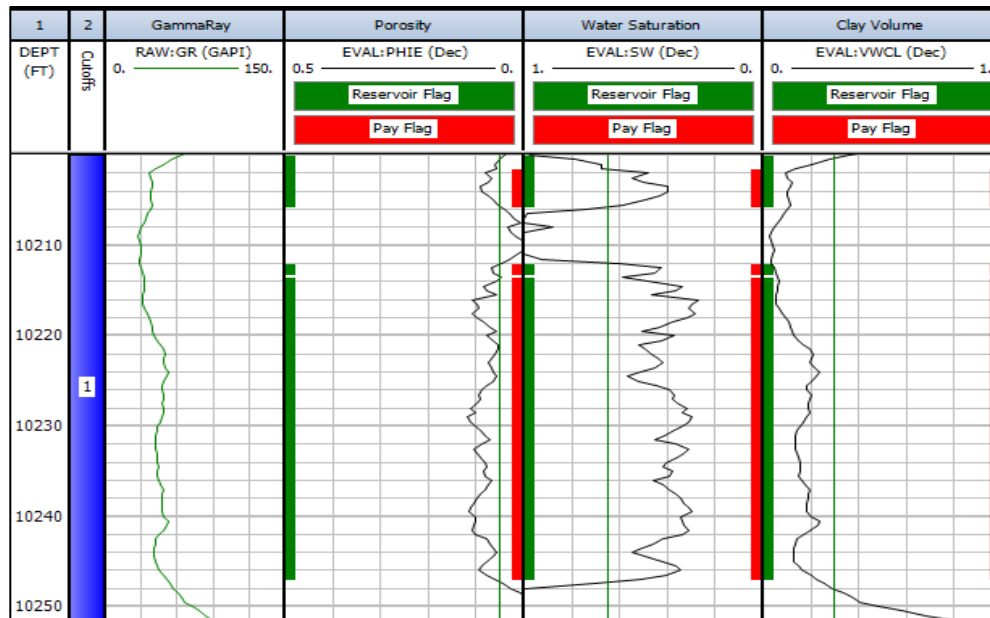 1 2 GammaRay Porosity Water Saturation Clay Volume
DEPT (FT) Cutoffs RAW:GR (GAPI) EVAL:PHIE (Dec) EVAL:SW (Dec) EVAL:VWCL (Dec)
0. 150. 0.5 0. 1. 0. 0. 1.
Reservoir Flag Reservoir Flag Reservoir Flag
Pay Flag Pay Flag Pay Flag
10210
10220
1
10230
10240
10250